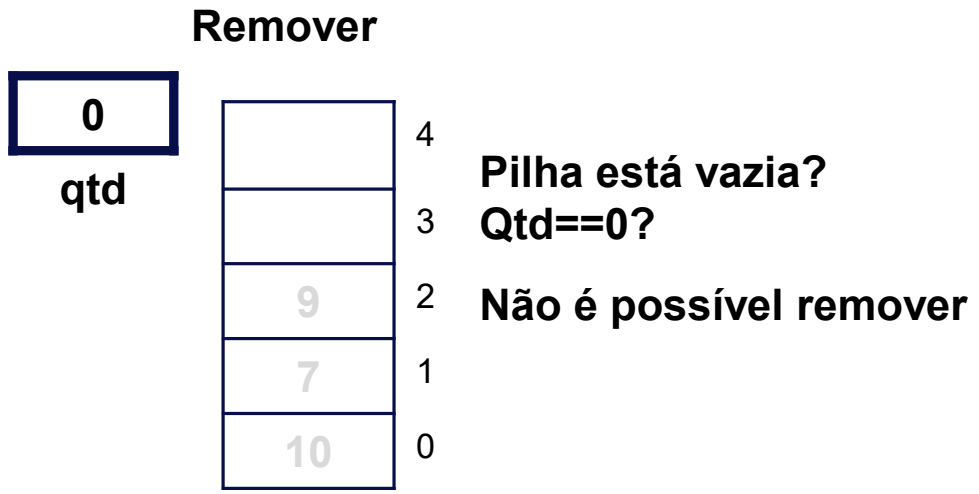 Remover
0
qtd
4
3
9 2
7 1
10 0
Pilha está vazia?
Qtd==0?
Não é possível remover